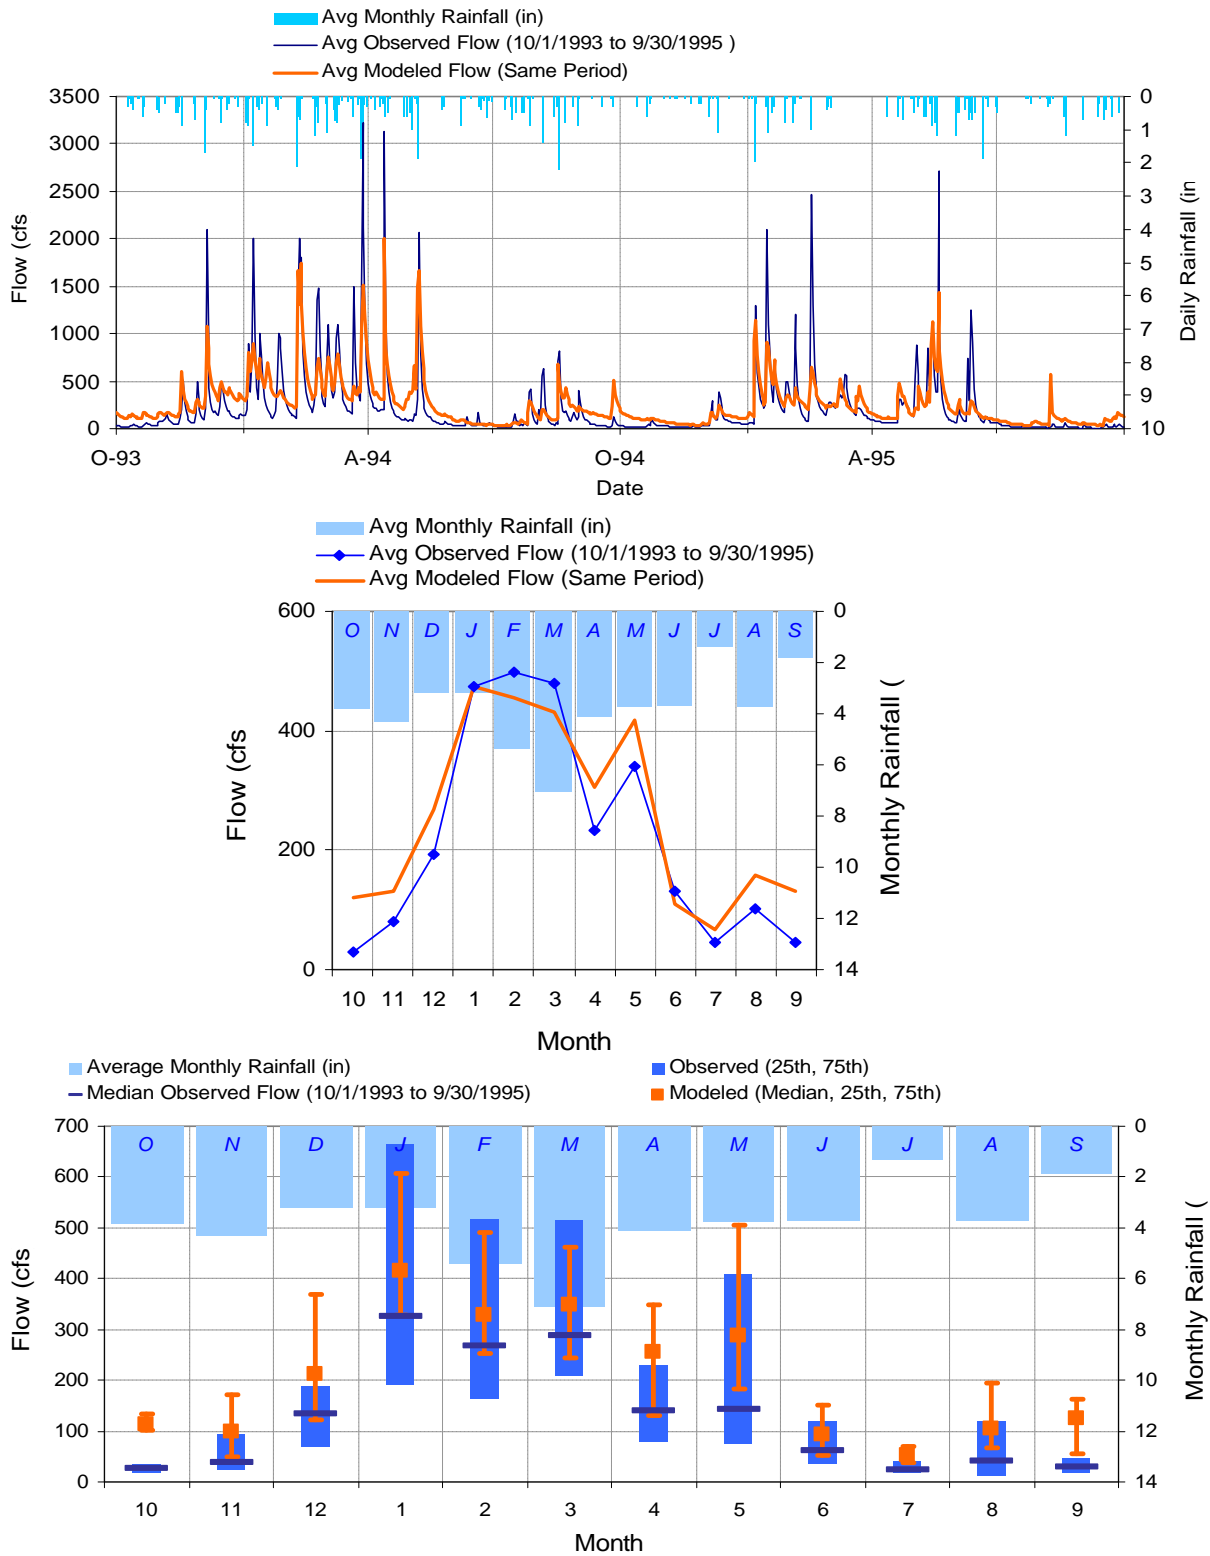 Avg Monthly Rainfall (in)
Avg Observed Flow (10/1/1993 to 9/30/1995 )
Avg Modeled Flow (Same Period)
3500
3000
2500
2000
1500
1000
500
0
Flow (cfs
0
1
2
3
4
5
6
7
8
9
10
Daily Rainfall (in
O-93 A-94 O-94 A-95
Date
Avg Monthly Rainfall (in)
Avg Observed Flow (10/1/1993 to 9/30/1995)
Avg Modeled Flow (Same Period)
600
400
200
0
Flow (cfs
O N D J F M A M J J A S
0
2
4
6
8
10
12
14
Monthly Rainfall (
10 11 12 1 2 3 4 5 6 7 8 9
Month
Average Monthly Rainfall (in) Observed (25th, 75th)
Median Observed Flow (10/1/1993 to 9/30/1995) Modeled (Median, 25th, 75th)
700
600
500
400
300
200
100
0
Flow (cfs
O N D J F M A M J J A S
0
2
4
6
8
10
12
14
Monthly Rainfall (
10 11 12 1 2 3 4 5 6 7 8 9
Month